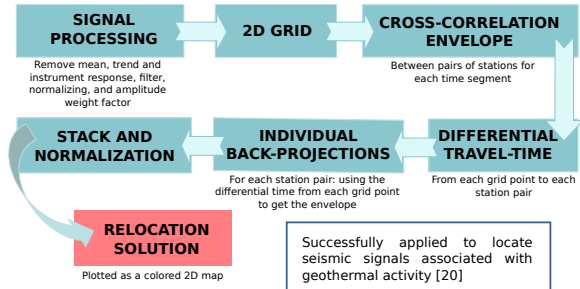 SIGNAL
PROCESSING
Remove mean, trend and
instrument response, filter,
normalizing, and amplitude
weight factor
2D GRID
CROSS-CORRELATION
ENVELOPE
Between pairs of stations for
each time segment
DIFFERENTIAL
TRAVEL-TIME
From each grid point to each
station pair
INDIVIDUAL
BACK-PROJECTIONS
For each station pair: using the
differential time from each grid point
to get the envelope
STACK AND
NORMALIZATION
RELOCATION
SOLUTION
Plotted as a colored 2D map
Successfully applied to locate
seismic signals associated with
geothermal activity [20]